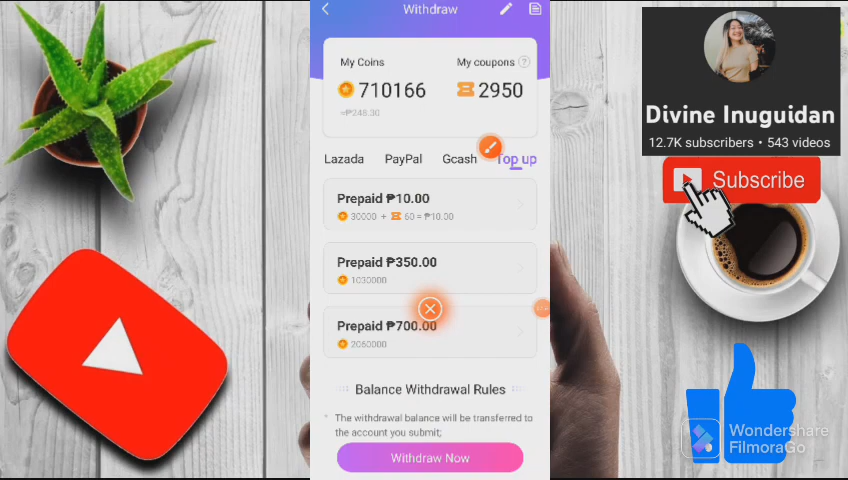 Withdraw
My Coins
My coupons ?
710166
2950
≈₱248.30
Lazada PayPal Gcash Top up
Prepaid ₱10.00
30000 + 60 = ₱10.00
Prepaid ₱350.00
1030000
Prepaid ₱700.00
2060000
Balance Withdrawal Rules
* The withdrawal balance will be transferred to
the account you submit;
Withdraw Now
Divine Inuguidan
12.7K subscribers • 543 videos
Subscribe
Wondershare
FilmoraGo